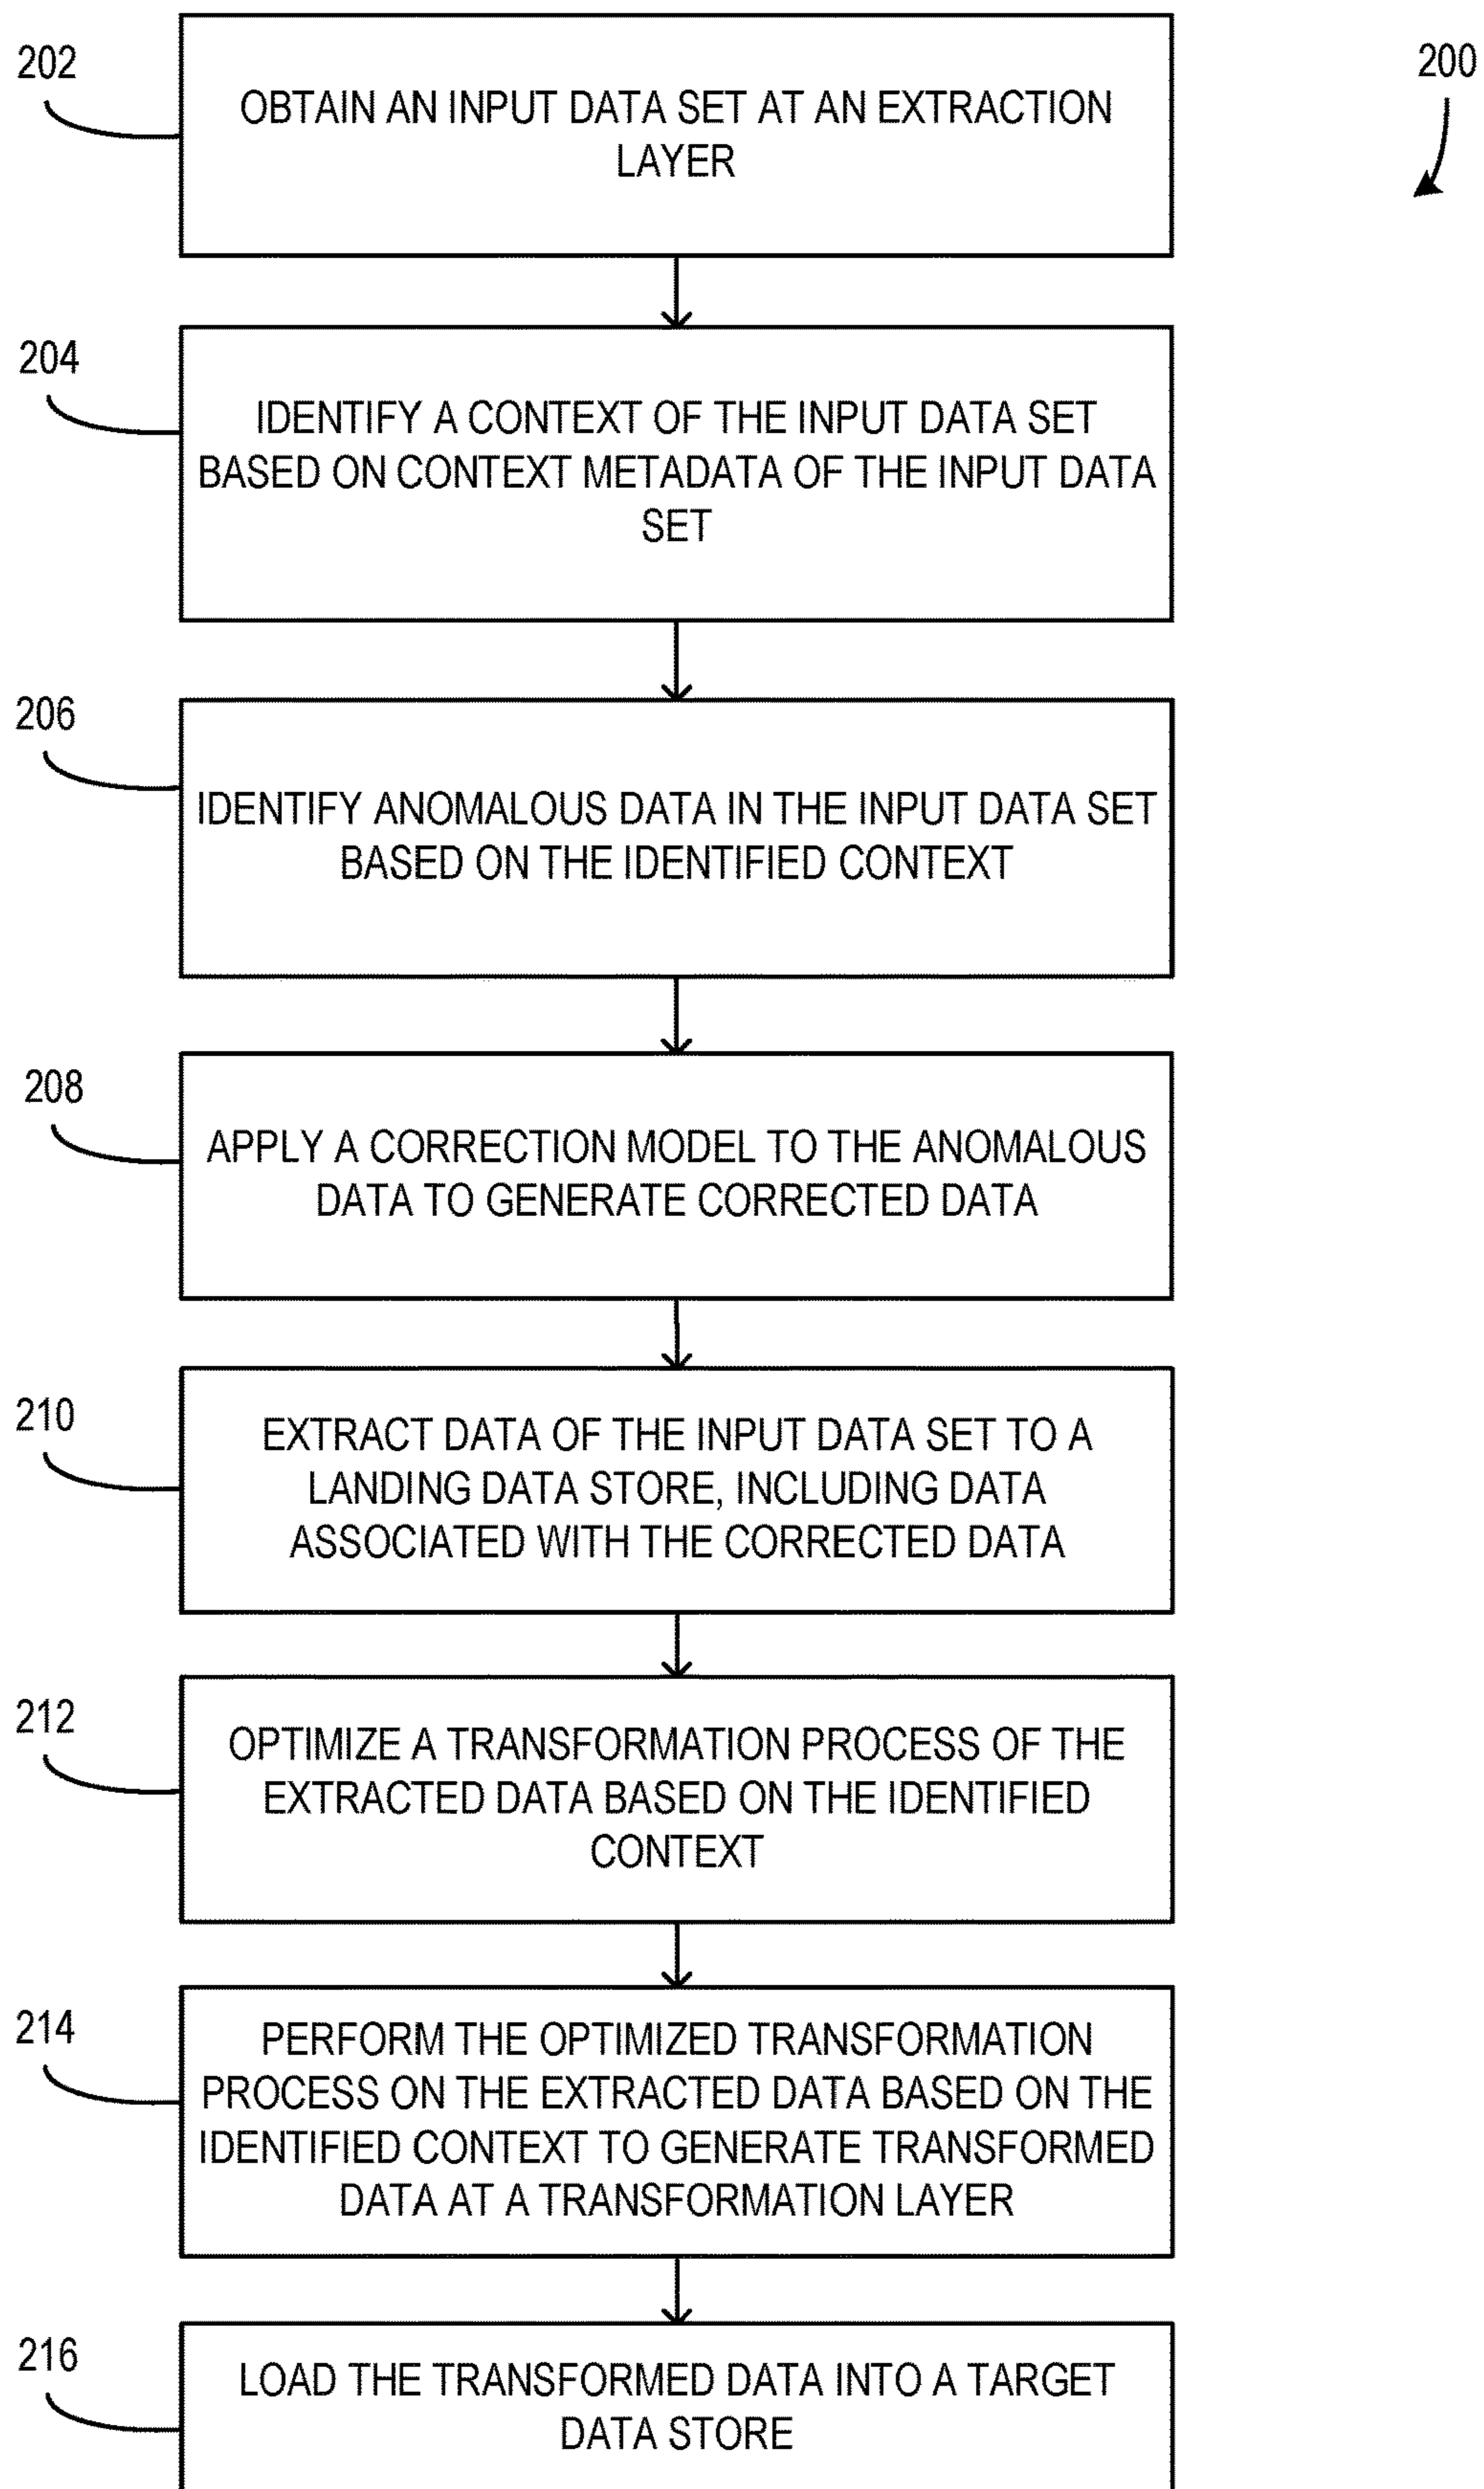 202
200
OBTAIN AN INPUT DATA SET AT AN EXTRACTION
LAYER
204
IDENTIFY A CONTEXT OF THE INPUT DATA SET
BASED ON CONTEXT METADATA OF THE INPUT DATA
SET
206
IDENTIFY ANOMALOUS DATA IN THE INPUT DATA SET
BASED ON THE IDENTIFIED CONTEXT
208
APPLY A CORRECTION MODEL TO THE ANOMALOUS
DATA TO GENERATE CORRECTED DATA
210
EXTRACT DATA OF THE INPUT DATA SET TO A
LANDING DATA STORE, INCLUDING DATA
ASSOCIATED WITH THE CORRECTED DATA
212
OPTIMIZE A TRANSFORMATION PROCESS OF THE
EXTRACTED DATA BASED ON THE IDENTIFIED
CONTEXT
214
PERFORM THE OPTIMIZED TRANSFORMATION
PROCESS ON THE EXTRACTED DATA BASED ON THE
IDENTIFIED CONTEXT TO GENERATE TRANSFORMED
DATA AT A TRANSFORMATION LAYER
216
LOAD THE TRANSFORMED DATA INTO A TARGET
DATA STORE